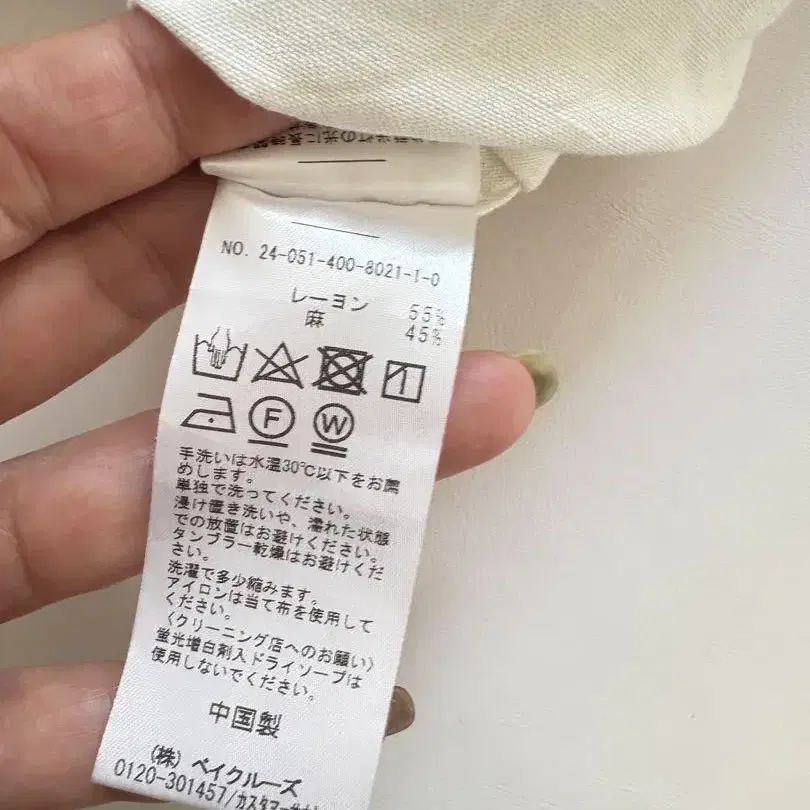 NO. 24-051-400-8021-1-0
レーヨン 55%
麻 45%
F W
手洗いは水温30℃以下をお薦
めします。
単独で洗ってください。
浸け置き洗いや、濡れた状態
での放置はお避けください。
タンブラー乾燥はお避けくだ
さい。
洗濯で多少縮みます。
アイロンは当て布を使用して
ください。
〈クリーニング店へのお願い〉
蛍光増白剤入ドライソープは
使用しないでください。
中国製
(株) ベイクルーズ
0120-301457/カスタマー